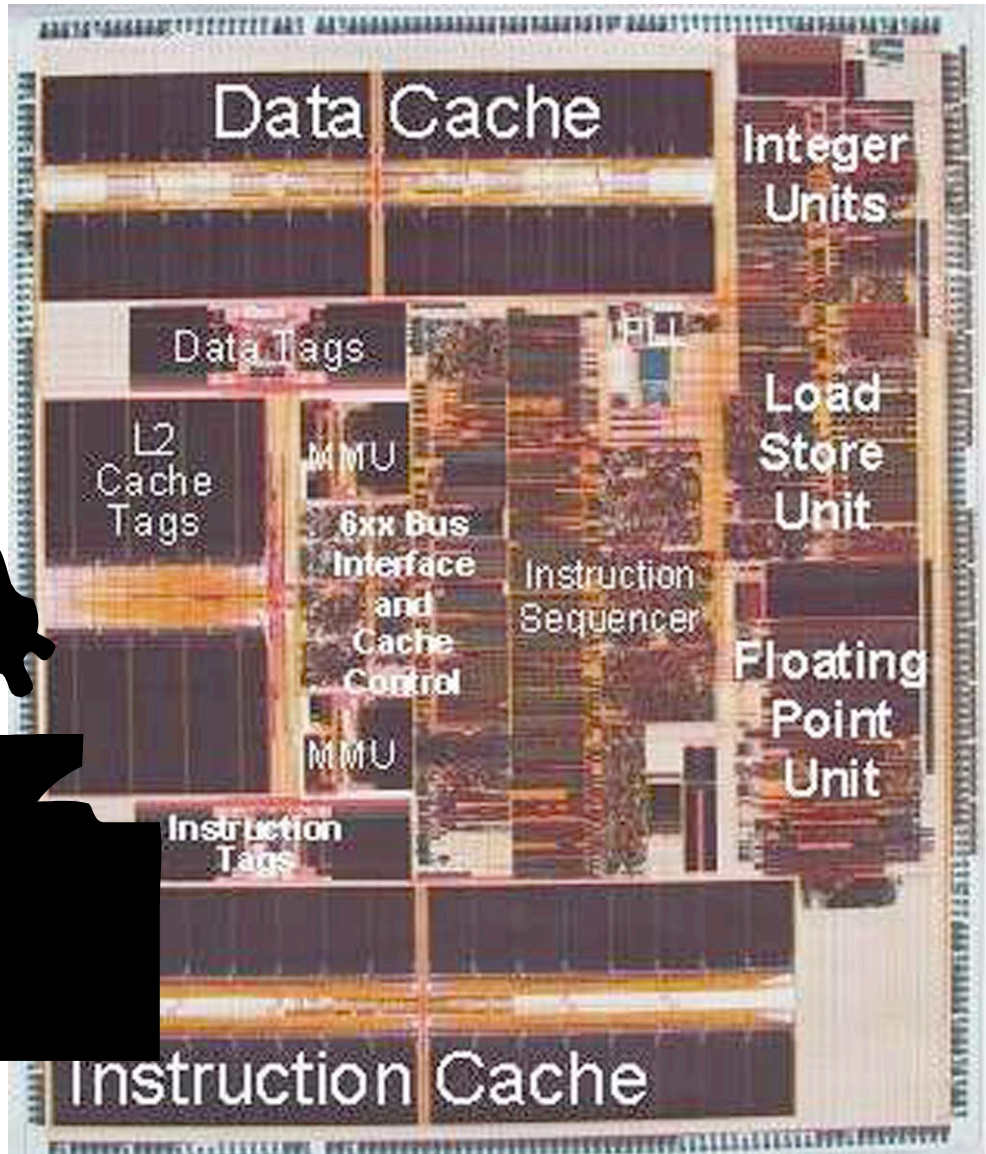 Data Cache
Integer
Units
Data Tags
Load
Store
Unit
L2
Cache
Tags
MMU
6xx Bus
Interface
and
Cache
Control
Instruction
Sequencer
Floating
Point
Unit
MMU
Instruction
Tags
Instruction Cache